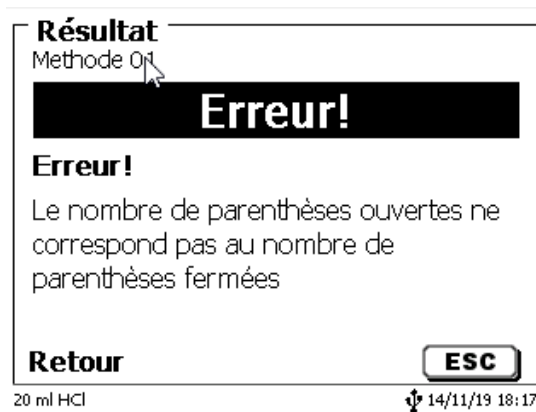 Résultat
Methode 01
Erreur!
Erreur!
Le nombre de parenthèses ouvertes ne
correspond pas au nombre de
parenthèses fermées
Retour ESC
20 ml HCl 14/11/19 18:17